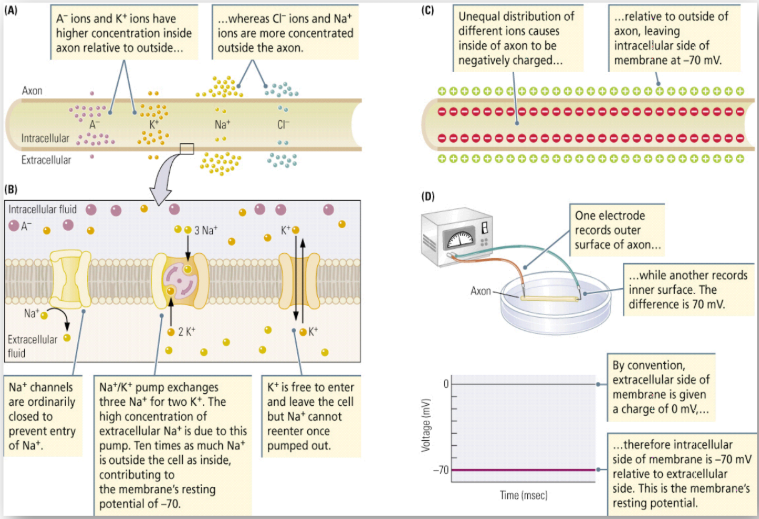 (A)
A⁻ ions and K⁺ ions have
higher concentration inside
axon relative to outside…
…whereas Cl⁻ ions and Na⁺
ions are more concentrated
outside the axon.
Axon
A⁻
K⁺
Na⁺
Cl⁻
Intracellular
Extracellular
(B)
Intracellular fluid
A⁻
3 Na⁺
K⁺
Na⁺
Extracellular
fluid
2 K⁺
K⁺
Na⁺ channels
are ordinarily
closed to
prevent entry
of Na⁺.
Na⁺/K⁺ pump exchanges
three Na⁺ for two K⁺. The
high concentration of
extracellular Na⁺ is due to this
pump. Ten times as much Na⁺
is outside the cell as inside,
contributing to
the membrane's resting
potential of –70.
K⁺ is free to enter
and leave the cell
but Na⁺ cannot
reenter once
pumped out.
(C)
Unequal distribution of
different ions causes
inside of axon to be
negatively charged…
…relative to outside of
axon, leaving
intracellular side of
membrane at –70 mV.
(D)
One electrode
records outer
surface of axon…
…while another records
inner surface. The
difference is 70 mV.
Axon
0
Voltage (mV)
–70
Time (msec)
By convention,
extracellular side of
membrane is given
a charge of 0 mV,…
…therefore intracellular
side of membrane is –70 mV
relative to extracellular
side. This is the membrane's
resting potential.